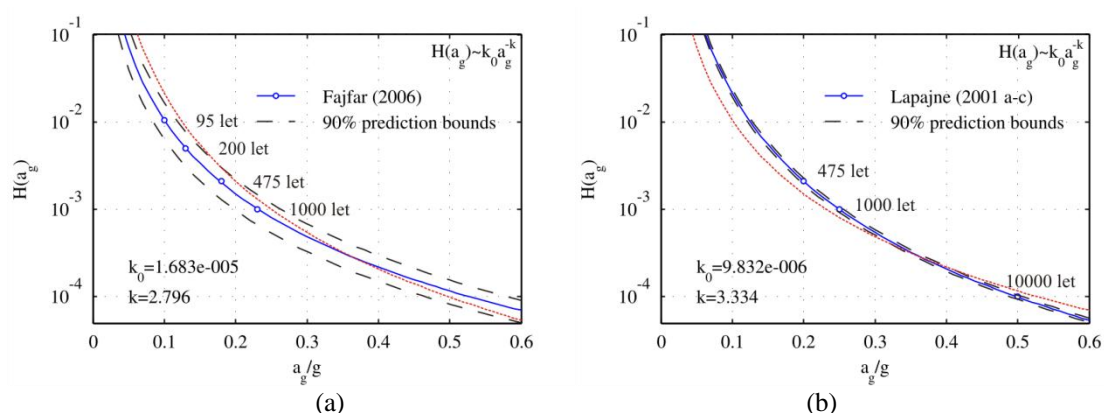 H(a_g)~k_0 a_g^-k
Fajfar (2006)
90% prediction bounds
95 let
200 let
475 let
1000 let
k_0=1.683e-005
k=2.796
10^-1
10^-2
10^-3
10^-4
H(a_g)
0 0.1 0.2 0.3 0.4 0.5 0.6
a_g/g
(a)
H(a_g)~k_0 a_g^-k
Lapajne (2001 a-c)
90% prediction bounds
475 let
1000 let
10000 let
k_0=9.832e-006
k=3.334
10^-1
10^-2
10^-3
10^-4
H(a_g)
0 0.1 0.2 0.3 0.4 0.5 0.6
a_g/g
(b)